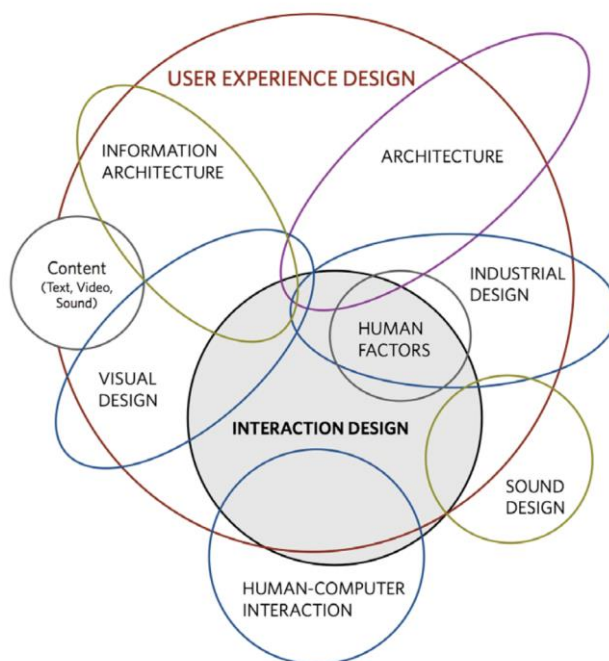 USER EXPERIENCE DESIGN
INFORMATION
ARCHITECTURE
ARCHITECTURE
Content
(Text, Video,
Sound)
INDUSTRIAL
DESIGN
HUMAN
FACTORS
VISUAL
DESIGN
INTERACTION DESIGN
SOUND
DESIGN
HUMAN-COMPUTER
INTERACTION